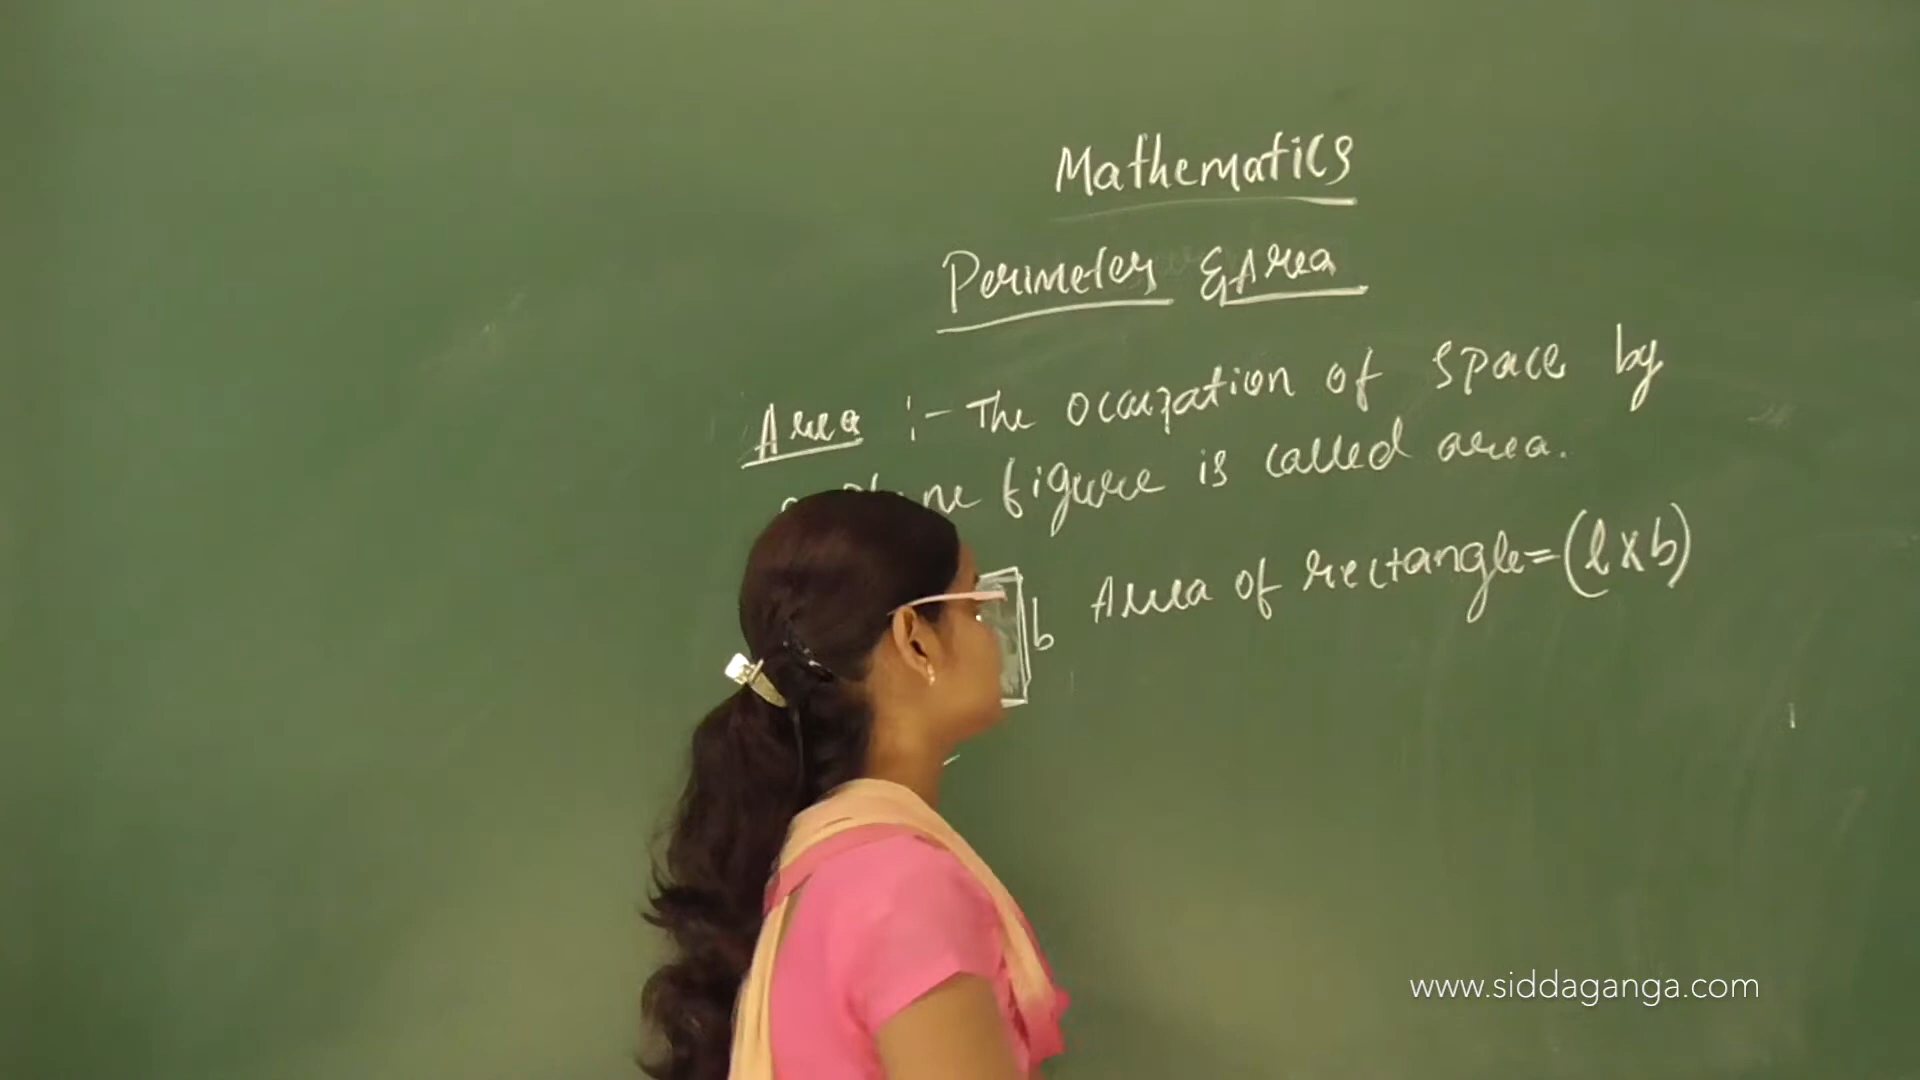 Mathematics
Perimeter & Area
Area :- The occupation of space by
figure is called area.
b Area of rectangle=(l×b)
www.siddaganga.com